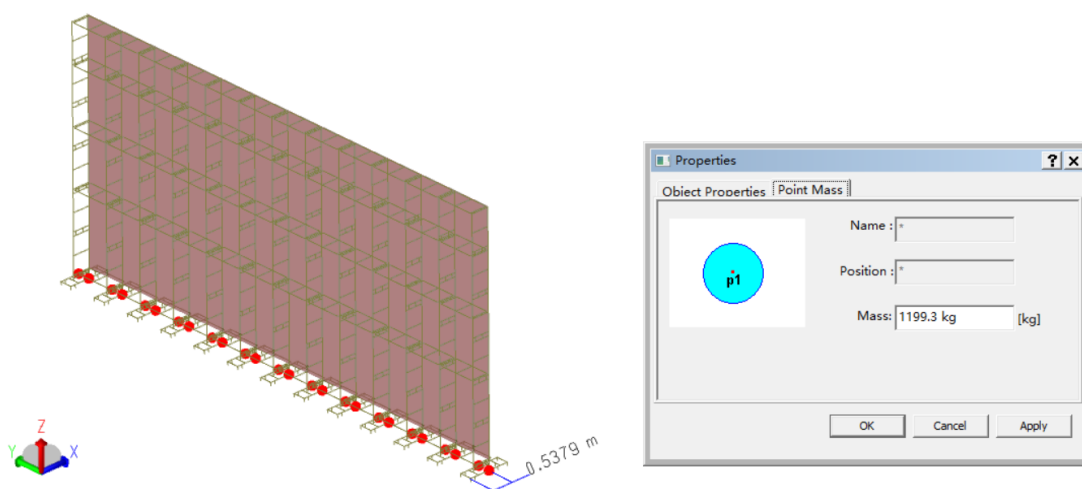 Z
Y
X
0.5379 m
Properties
?
Object Properties
Point Mass
p1
Name :
*
Position :
*
Mass:
1199.3 kg
[kg]
OK
Cancel
Apply